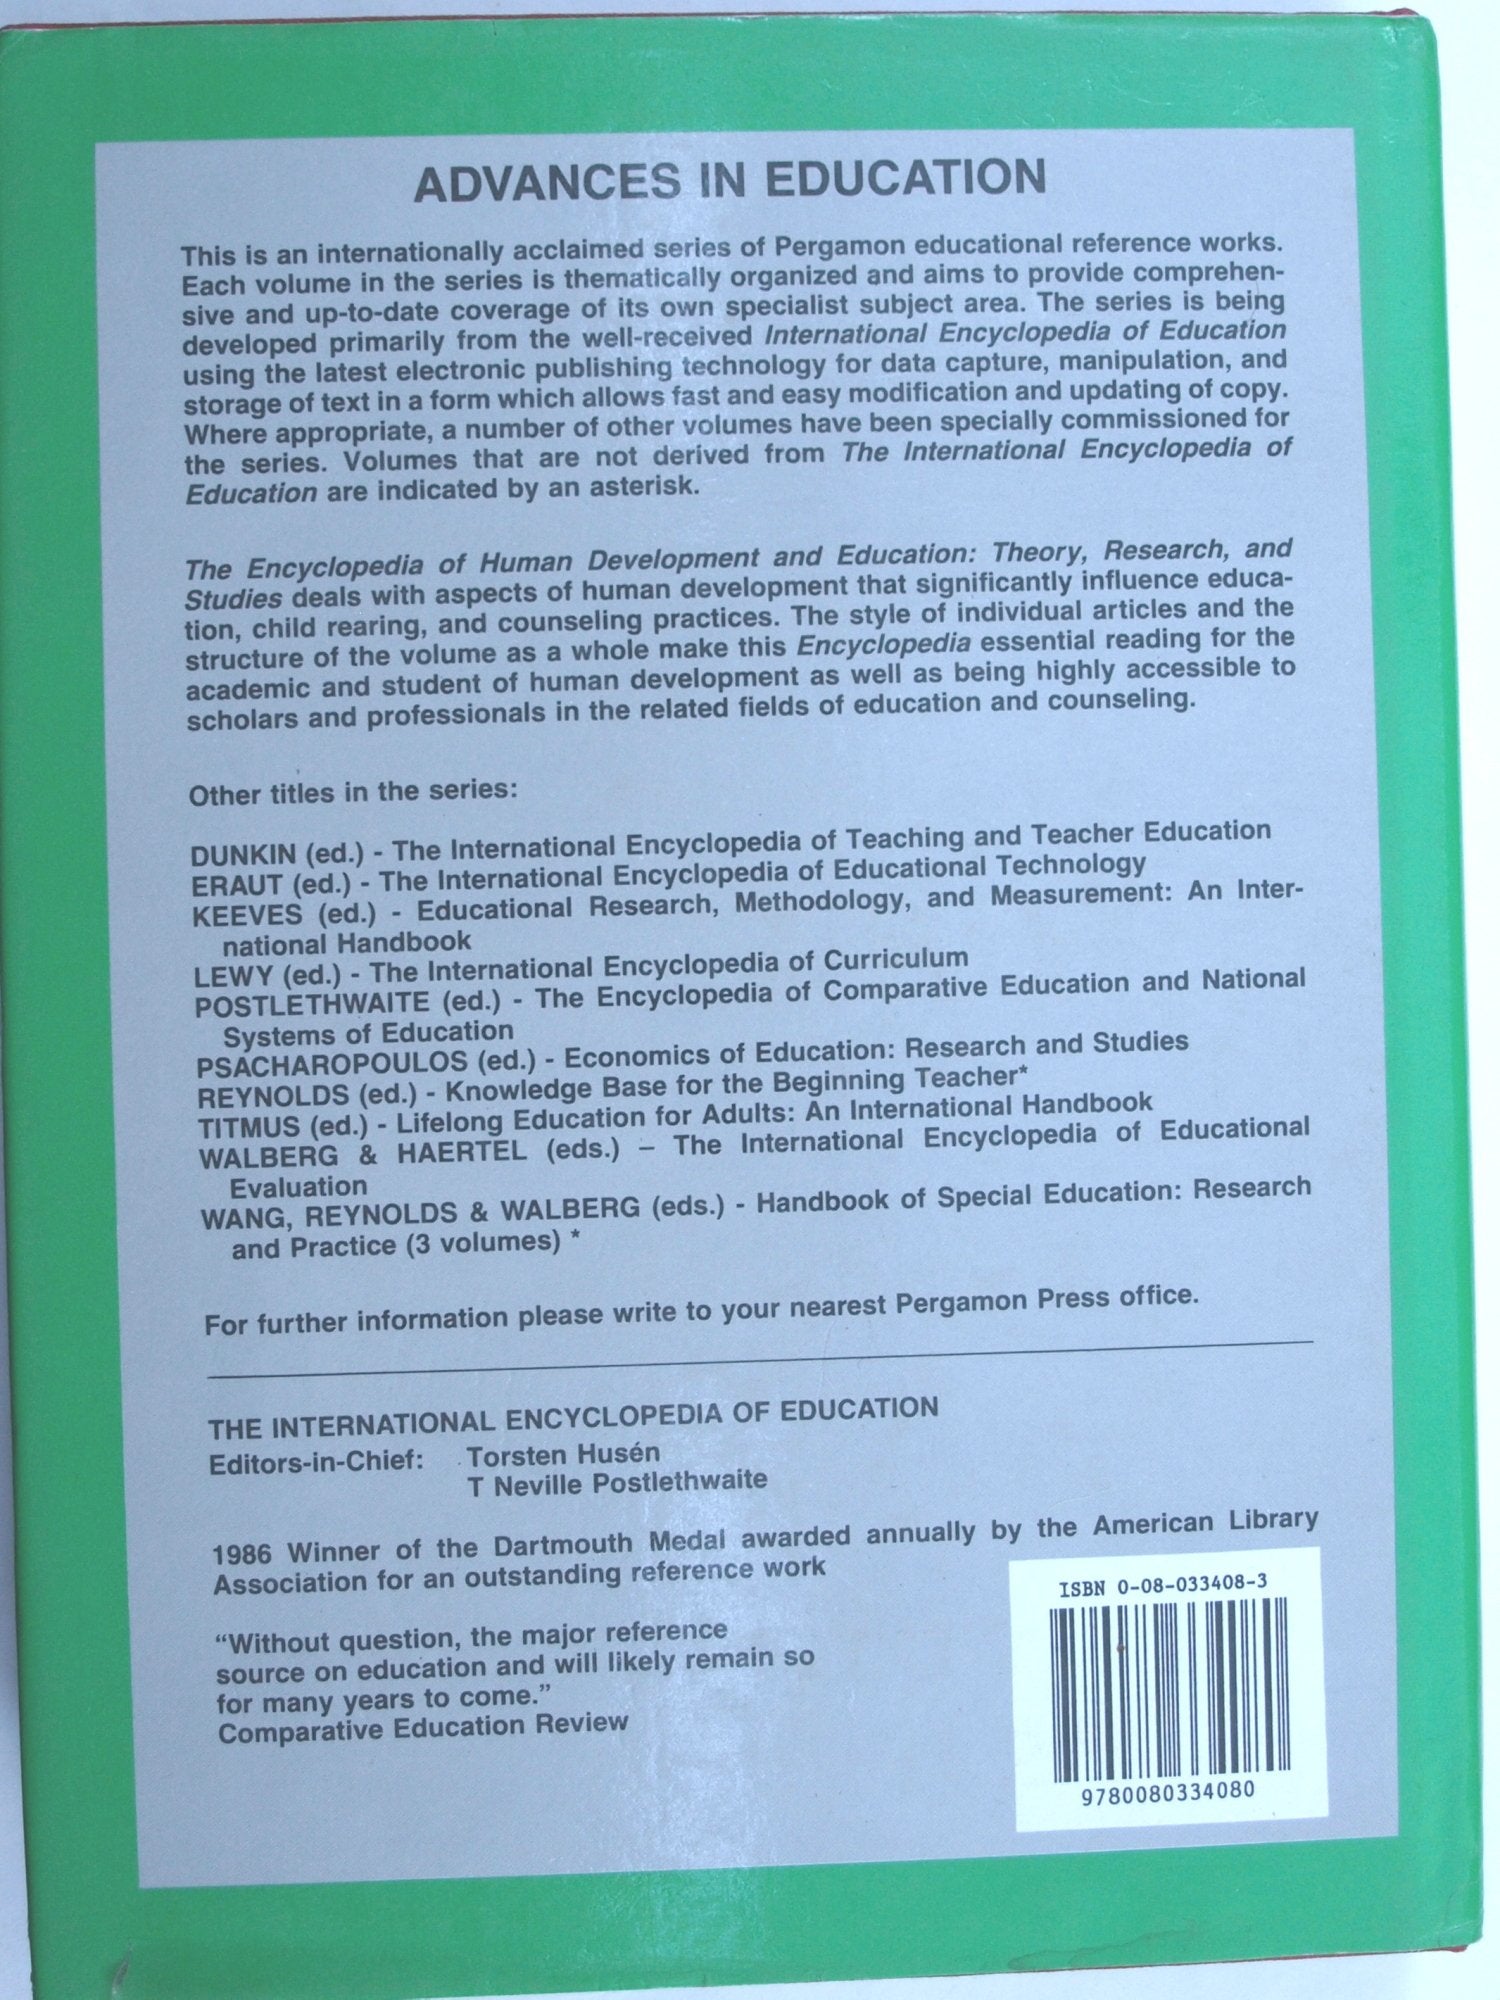 ADVANCES IN EDUCATION
This is an internationally acclaimed series of Pergamon educational reference works.
Each volume in the series is thematically organized and aims to provide comprehen-
sive and up-to-date coverage of its own specialist subject area. The series is being
developed primarily from the well-received International Encyclopedia of Education
using the latest electronic publishing technology for data capture, manipulation, and
storage of text in a form which allows fast and easy modification and updating of copy.
Where appropriate, a number of other volumes have been specially commissioned for
the series. Volumes that are not derived from The International Encyclopedia of
Education are indicated by an asterisk.
The Encyclopedia of Human Development and Education: Theory, Research, and
Studies deals with aspects of human development that significantly influence educa-
tion, child rearing, and counseling practices. The style of individual articles and the
structure of the volume as a whole make this Encyclopedia essential reading for the
academic and student of human development as well as being highly accessible to
scholars and professionals in the related fields of education and counseling.
Other titles in the series:
DUNKIN (ed.) - The International Encyclopedia of Teaching and Teacher Education
ERAUT (ed.) - The International Encyclopedia of Educational Technology
KEEVES (ed.) - Educational Research, Methodology, and Measurement: An Inter-
national Handbook
LEWY (ed.) - The International Encyclopedia of Curriculum
POSTLETHWAITE (ed.) - The Encyclopedia of Comparative Education and National
Systems of Education
PSACHAROPOULOS (ed.) - Economics of Education: Research and Studies
REYNOLDS (ed.) - Knowledge Base for the Beginning Teacher*
TITMUS (ed.) - Lifelong Education for Adults: An International Handbook
WALBERG & HAERTEL (eds.) – The International Encyclopedia of Educational
Evaluation
WANG, REYNOLDS & WALBERG (eds.) - Handbook of Special Education: Research
and Practice (3 volumes) *
For further information please write to your nearest Pergamon Press office.
THE INTERNATIONAL ENCYCLOPEDIA OF EDUCATION
Editors-in-Chief: Torsten Husén
T Neville Postlethwaite
1986 Winner of the Dartmouth Medal awarded annually by the American Library
Association for an outstanding reference work
“Without question, the major reference
source on education and will likely remain so
for many years to come.”
Comparative Education Review
ISBN 0-08-033408-3
9780080334080